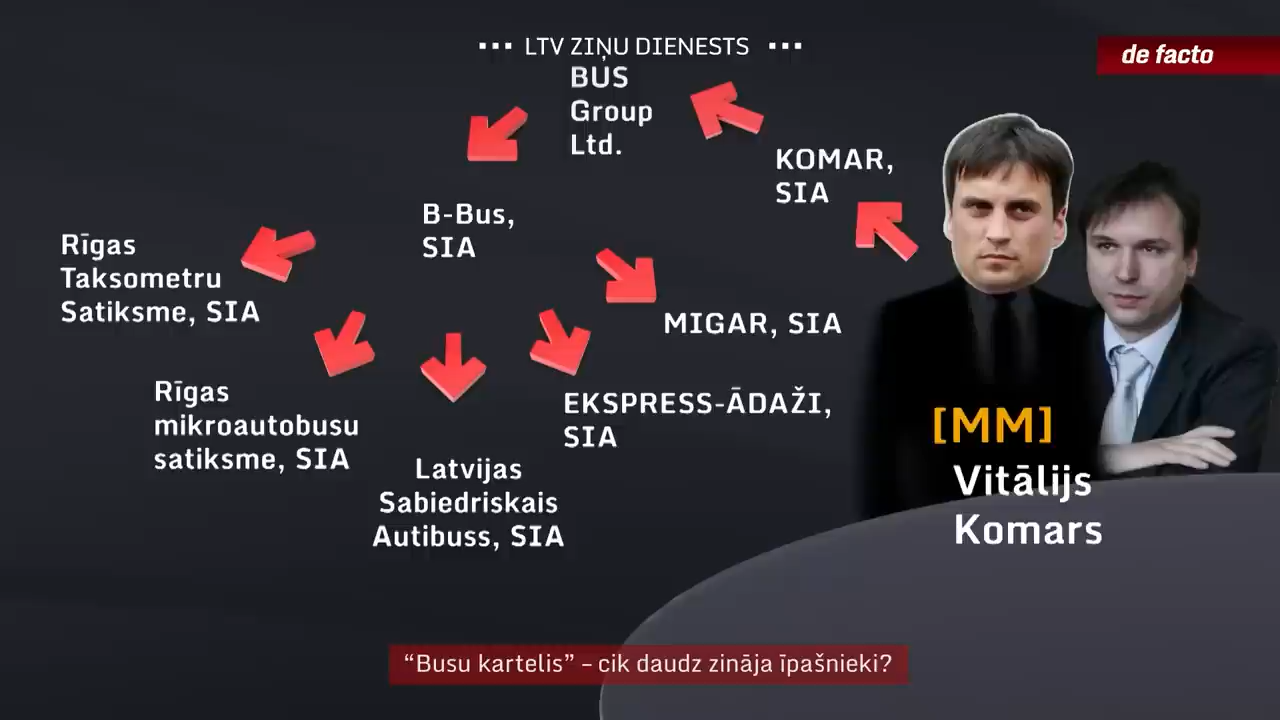 LTV ZIŅU DIENESTS
de facto
BUS
Group
Ltd.
KOMAR,
SIA
B-Bus,
SIA
Rīgas
Taksometru
Satiksme, SIA
MIGAR, SIA
Rīgas
mikroautobusu
satiksme, SIA
EKSPRESS-ĀDAŽI,
SIA
Latvijas
Sabiedriskais
Autibuss, SIA
[MM]
Vitālijs
Komars
“Busu kartelis” – cik daudz zināja īpašnieki?